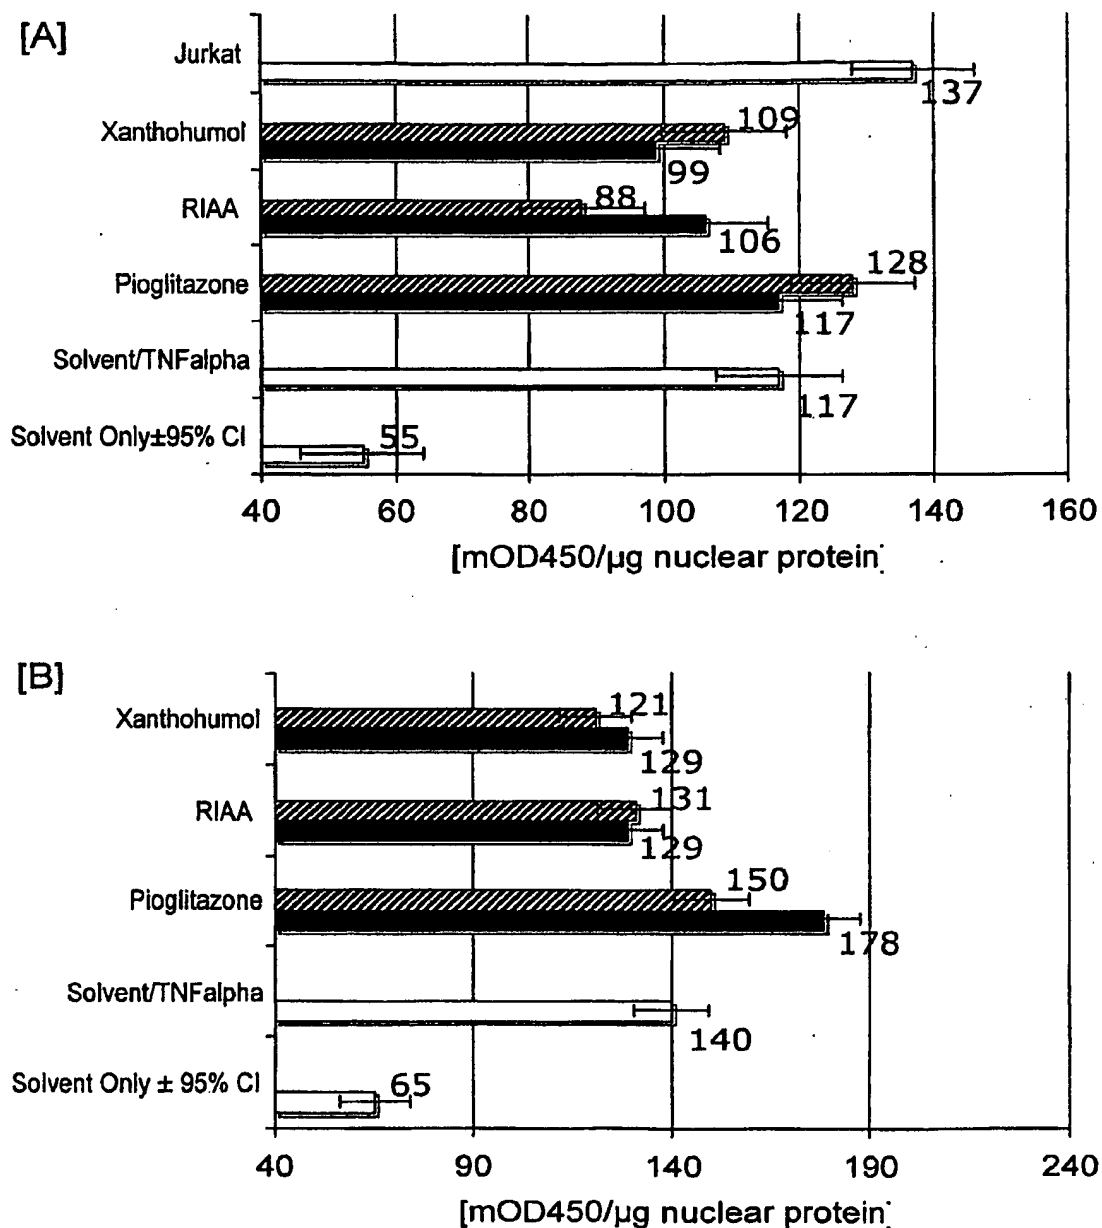 [A]
Jurkat
137
Xanthohumol
109
99
RIAA
88
106
Pioglitazone
128
117
Solvent/TNFalpha
117
Solvent Only±95% CI
55
40 60 80 100 120 140 160
[mOD450/µg nuclear protein]
[B]
Xanthohumol
121
129
RIAA
131
129
Pioglitazone
150
178
Solvent/TNFalpha
140
Solvent Only ± 95% CI
65
40 90 140 190 240
[mOD450/µg nuclear protein]